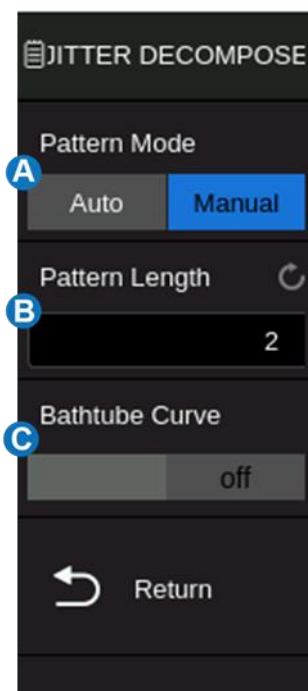 JITTER DECOMPOSE
Pattern Mode
A
Auto Manual
Pattern Length
B
2
Bathtube Curve
C
off
Return